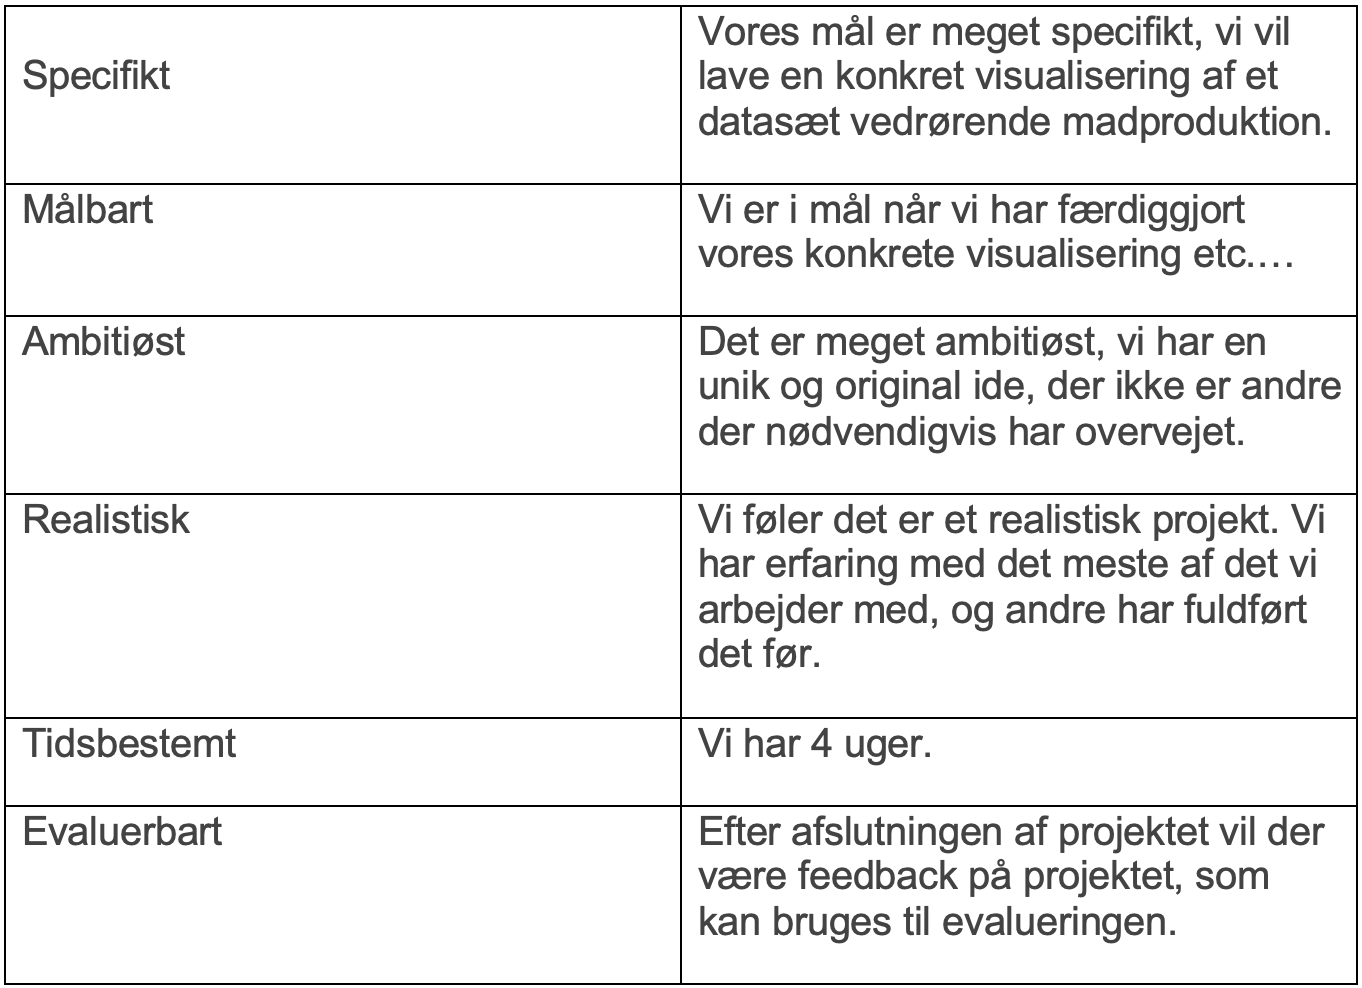 Specifikt
Vores mål er meget specifikt, vi vil
lave en konkret visualisering af et
datasæt vedrørende madproduktion.
Målbart
Vi er i mål når vi har færdiggjort
vores konkrete visualisering etc.…
Ambitiøst
Det er meget ambitiøst, vi har en
unik og original ide, der ikke er andre
der nødvendigvis har overvejet.
Realistisk
Vi føler det er et realistisk projekt. Vi
har erfaring med det meste af det vi
arbejder med, og andre har fuldført
det før.
Tidsbestemt
Vi har 4 uger.
Evaluerbart
Efter afslutningen af projektet vil der
være feedback på projektet, som
kan bruges til evalueringen.